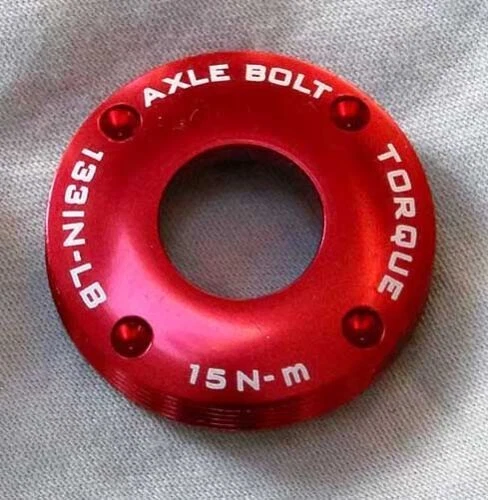 AXLE BOLT
TORQUE
15N-m
133IN-LB